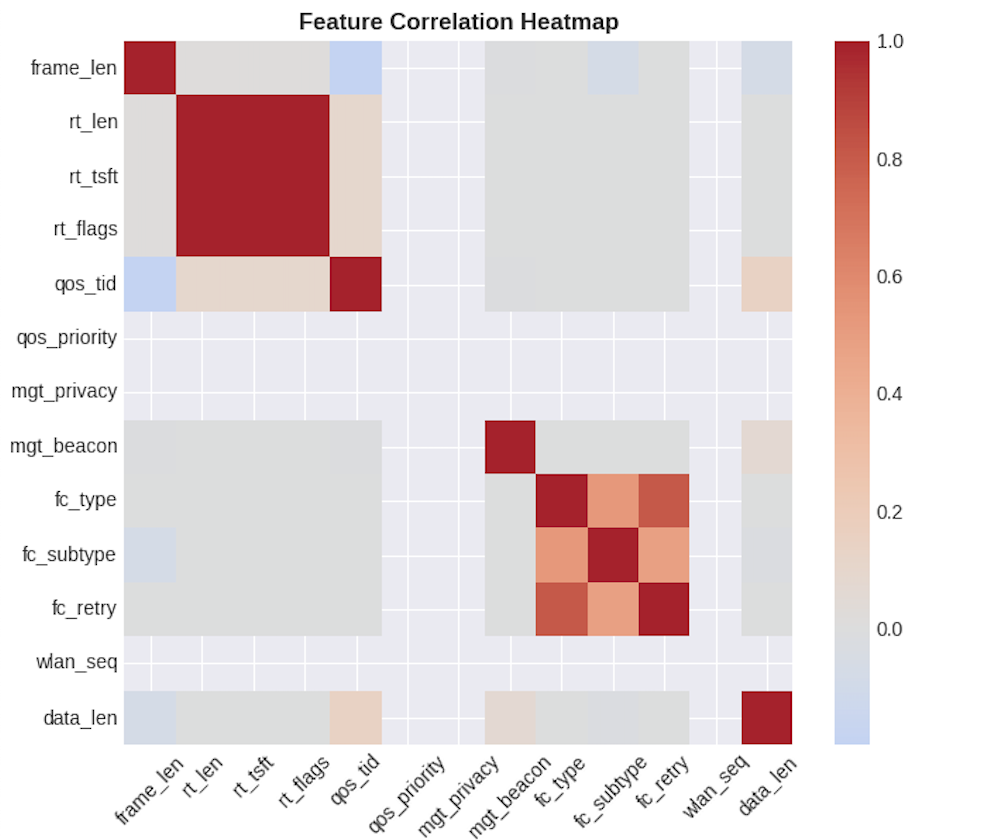 Feature Correlation Heatmap
frame_len
rt_len
rt_tsft
rt_flags
qos_tid
qos_priority
mgt_privacy
mgt_beacon
fc_type
fc_subtype
fc_retry
wlan_seq
data_len
frame_len
rt_len
rt_tsft
rt_flags
qos_tid
qos_priority
mgt_privacy
mgt_beacon
fc_type
fc_subtype
fc_retry
wlan_seq
data_len
1.0
0.8
0.6
0.4
0.2
0.0